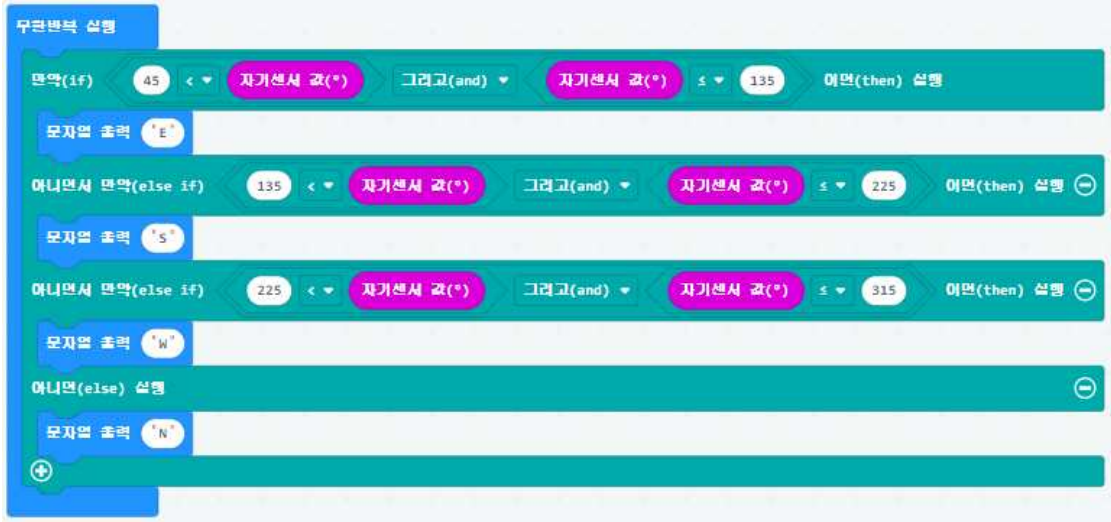 무한반복 실행
만약(if) 45 < 자기센서 값(°) 그리고(and) 자기센서 값(°) ≤ 135 이면(then) 실행
문자열 출력 "E"
아니면서 만약(else if) 135 < 자기센서 값(°) 그리고(and) 자기센서 값(°) ≤ 225 이면(then) 실행
문자열 출력 "S"
아니면서 만약(else if) 225 < 자기센서 값(°) 그리고(and) 자기센서 값(°) ≤ 315 이면(then) 실행
문자열 출력 "W"
아니면(else) 실행
문자열 출력 "N"